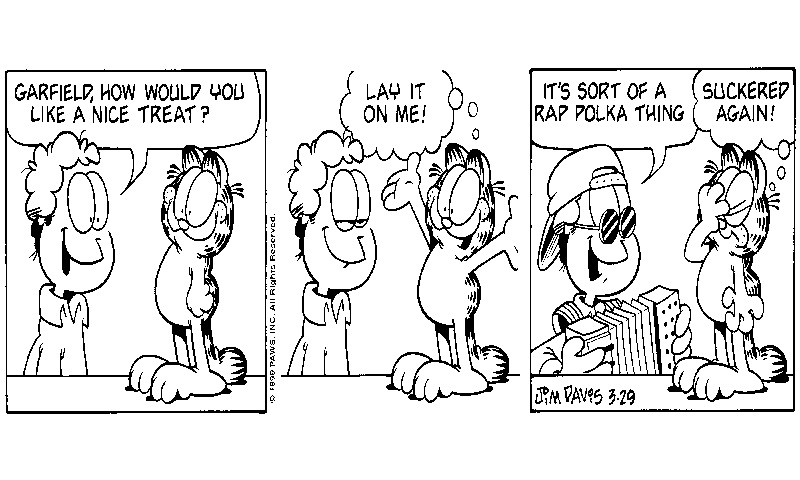 GARFIELD, HOW WOULD YOU
LIKE A NICE TREAT?
LAY IT
ON ME!
IT'S SORT OF A
RAP POLKA THING
SUCKERED
AGAIN!
© 1999 PAWS, INC. All Rights Reserved.
JIM DAVIS 3-29